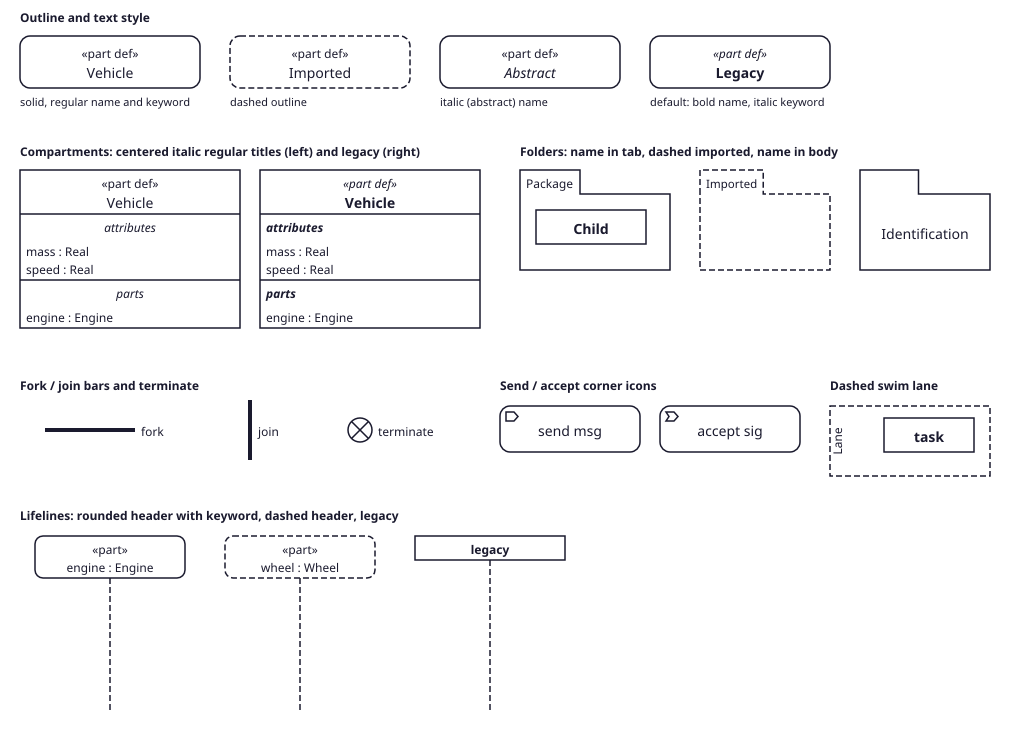 Outline and text style
«part def»
Vehicle
«part def»
Imported
«part def»
Abstract
«part def»
Legacy
solid, regular name and keyword
dashed outline
italic (abstract) name
default: bold name, italic keyword
Compartments: centered italic regular titles (left) and legacy (right)
«part def»
Vehicle
attributes
mass : Real
speed : Real
parts
engine : Engine
«part def»
Vehicle
attributes
mass : Real
speed : Real
parts
engine : Engine
Folders: name in tab, dashed imported, name in body
Package
Child
Imported
Identification
Fork / join bars and terminate
fork
join
terminate
Send / accept corner icons
send msg
accept sig
Dashed swim lane
Lane
task
Lifelines: rounded header with keyword, dashed header, legacy
«part»
engine : Engine
«part»
wheel : Wheel
legacy